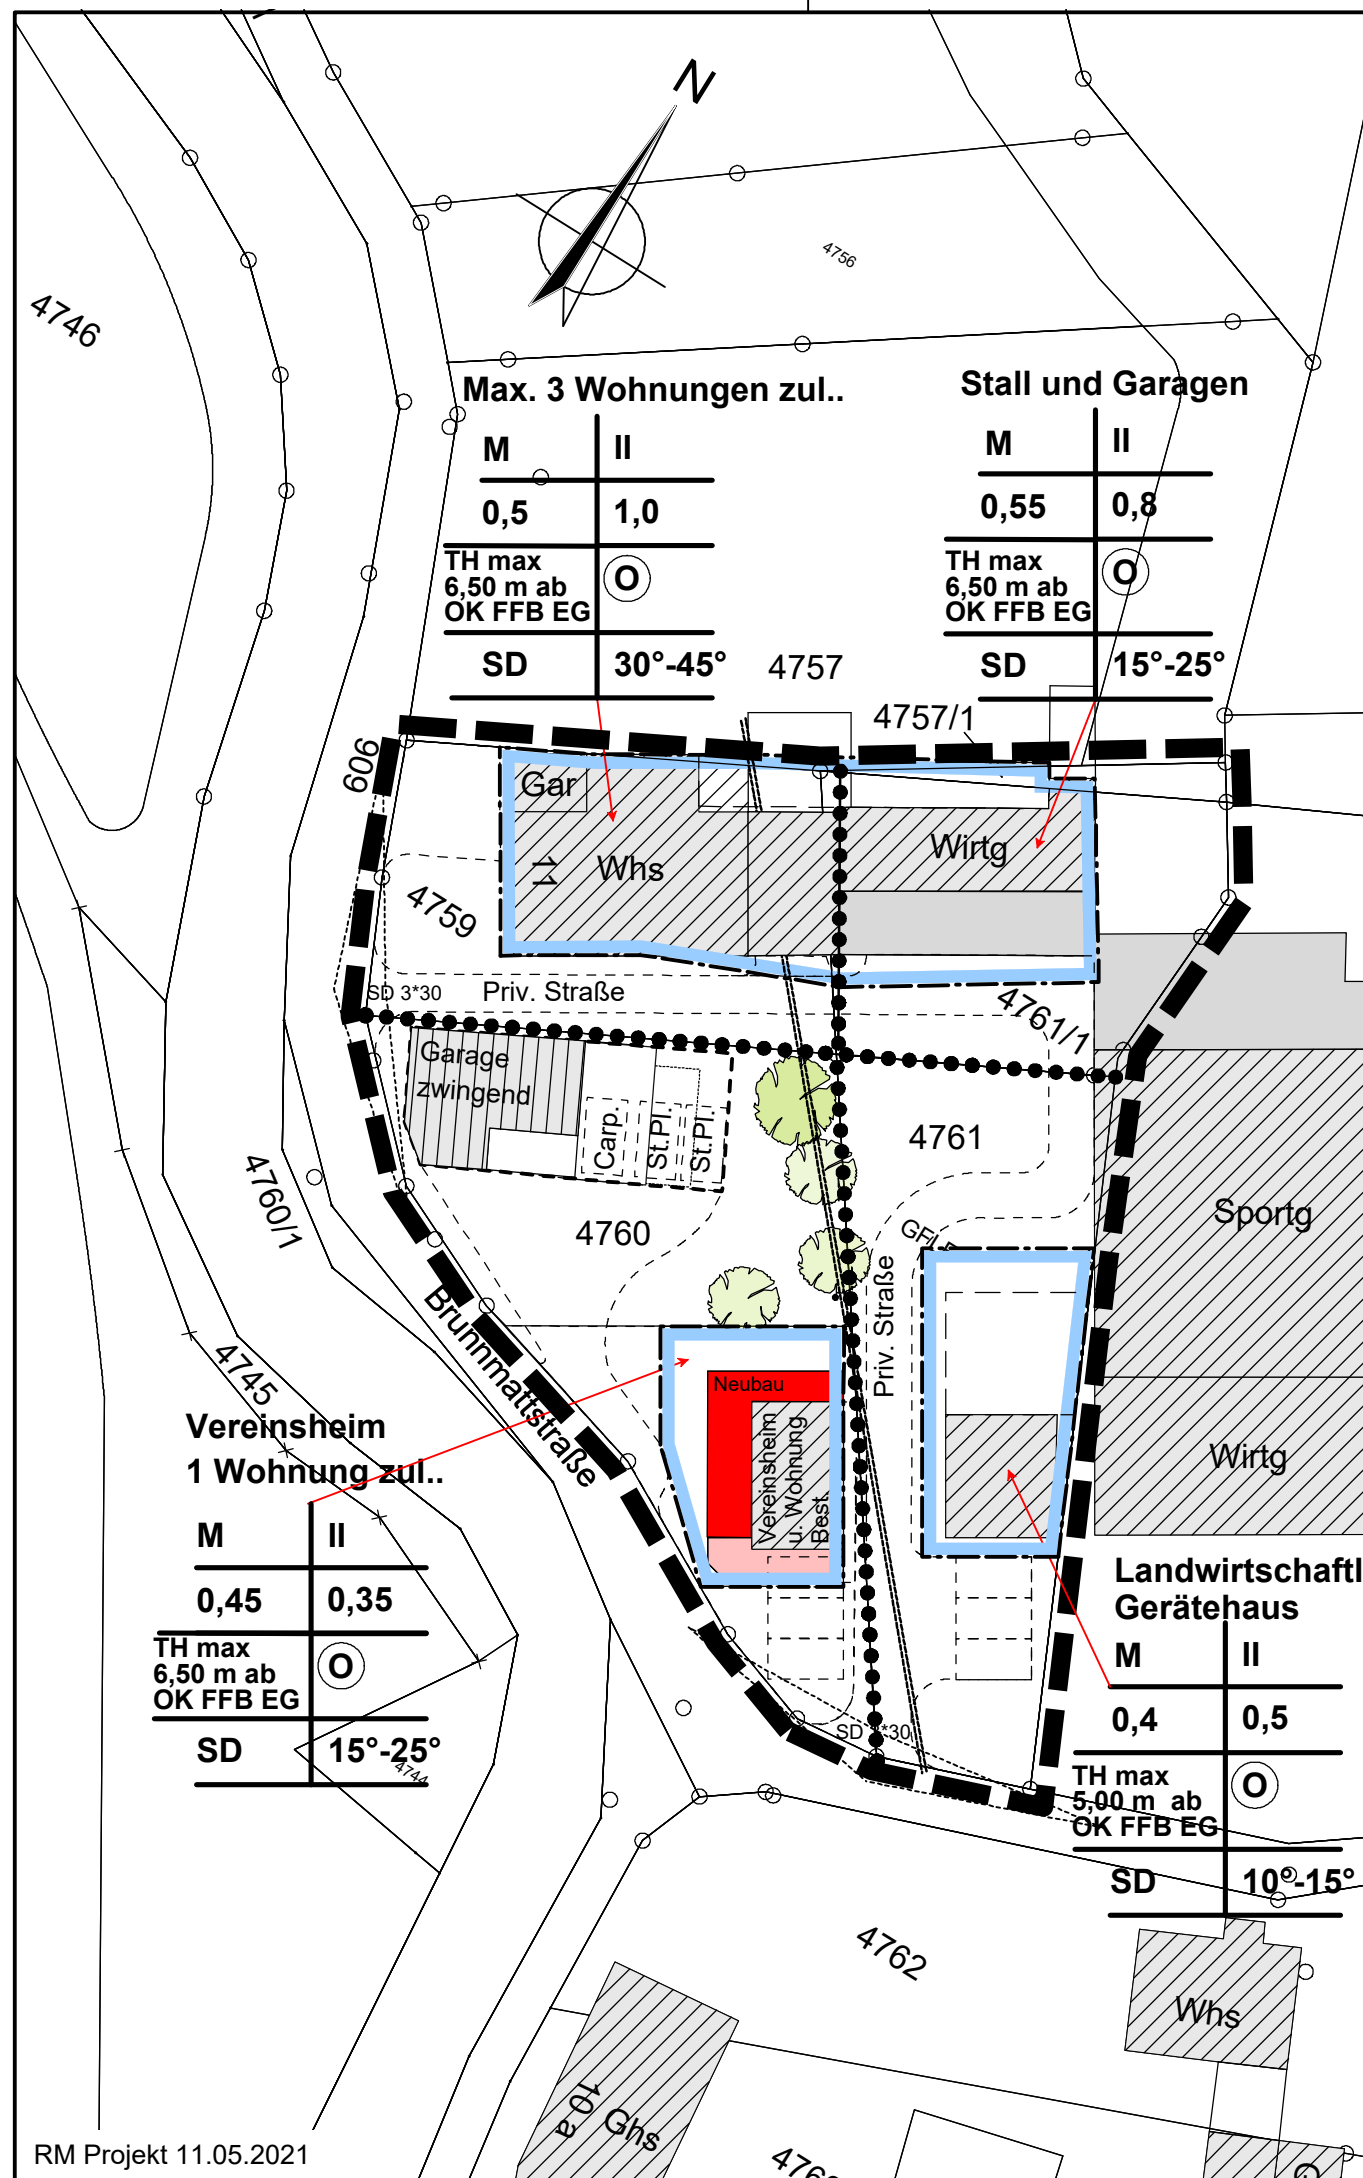 N
4756
4746
Max. 3 Wohnungen zul..
M II
0,5 1,0
TH max
6,50 m ab
OK FFB EG
O
SD 30°-45°
Stall und Garagen
M II
0,55 0,8
TH max
6,50 m ab
OK FFB EG
O
SD 15°-25°
4757
4757/1
606
Gar
11
Whs
Wirtg
4759
SD 3*30
Priv. Straße
4761/1
Garage
zwingend
Carp.
St.Pl.
St.Pl.
4761
4760
4760/1
Sportg
Priv. Straße
Brunnmattstraße
4745
Neubau
Vereinsheim
u. Wohnung
Best.
Wirtg
Vereinsheim
1 Wohnung zul..
M II
0,45 0,35
TH max
6,50 m ab
OK FFB EG
O
SD 15°-25°
4744
Landwirtschaftl
Gerätehaus
M II
0,4 0,5
TH max
5,00 m ab
OK FFB EG
O
SD 10°-15°
SD 3*30
4762
Whs
10 a
Ghs
RM Projekt 11.05.2021